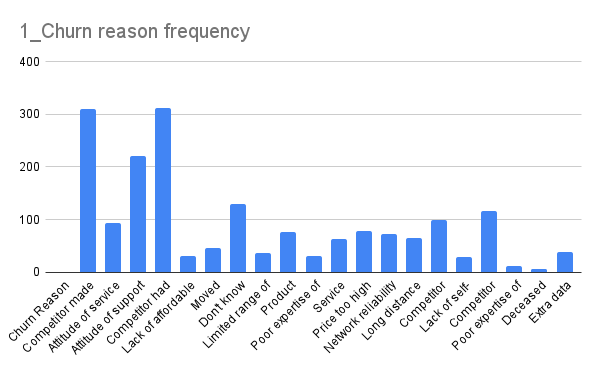 1_Churn reason frequency
400
300
200
100
0
Churn Reason
Competitor made
Attitude of service
Attitude of support
Competitor had
Lack of affordable
Moved
Don't know
Limited range of
Product
Poor expertise of
Service
Price too high
Network reliability
Long distance
Competitor
Lack of self-
Competitor
Poor expertise of
Deceased
Extra data